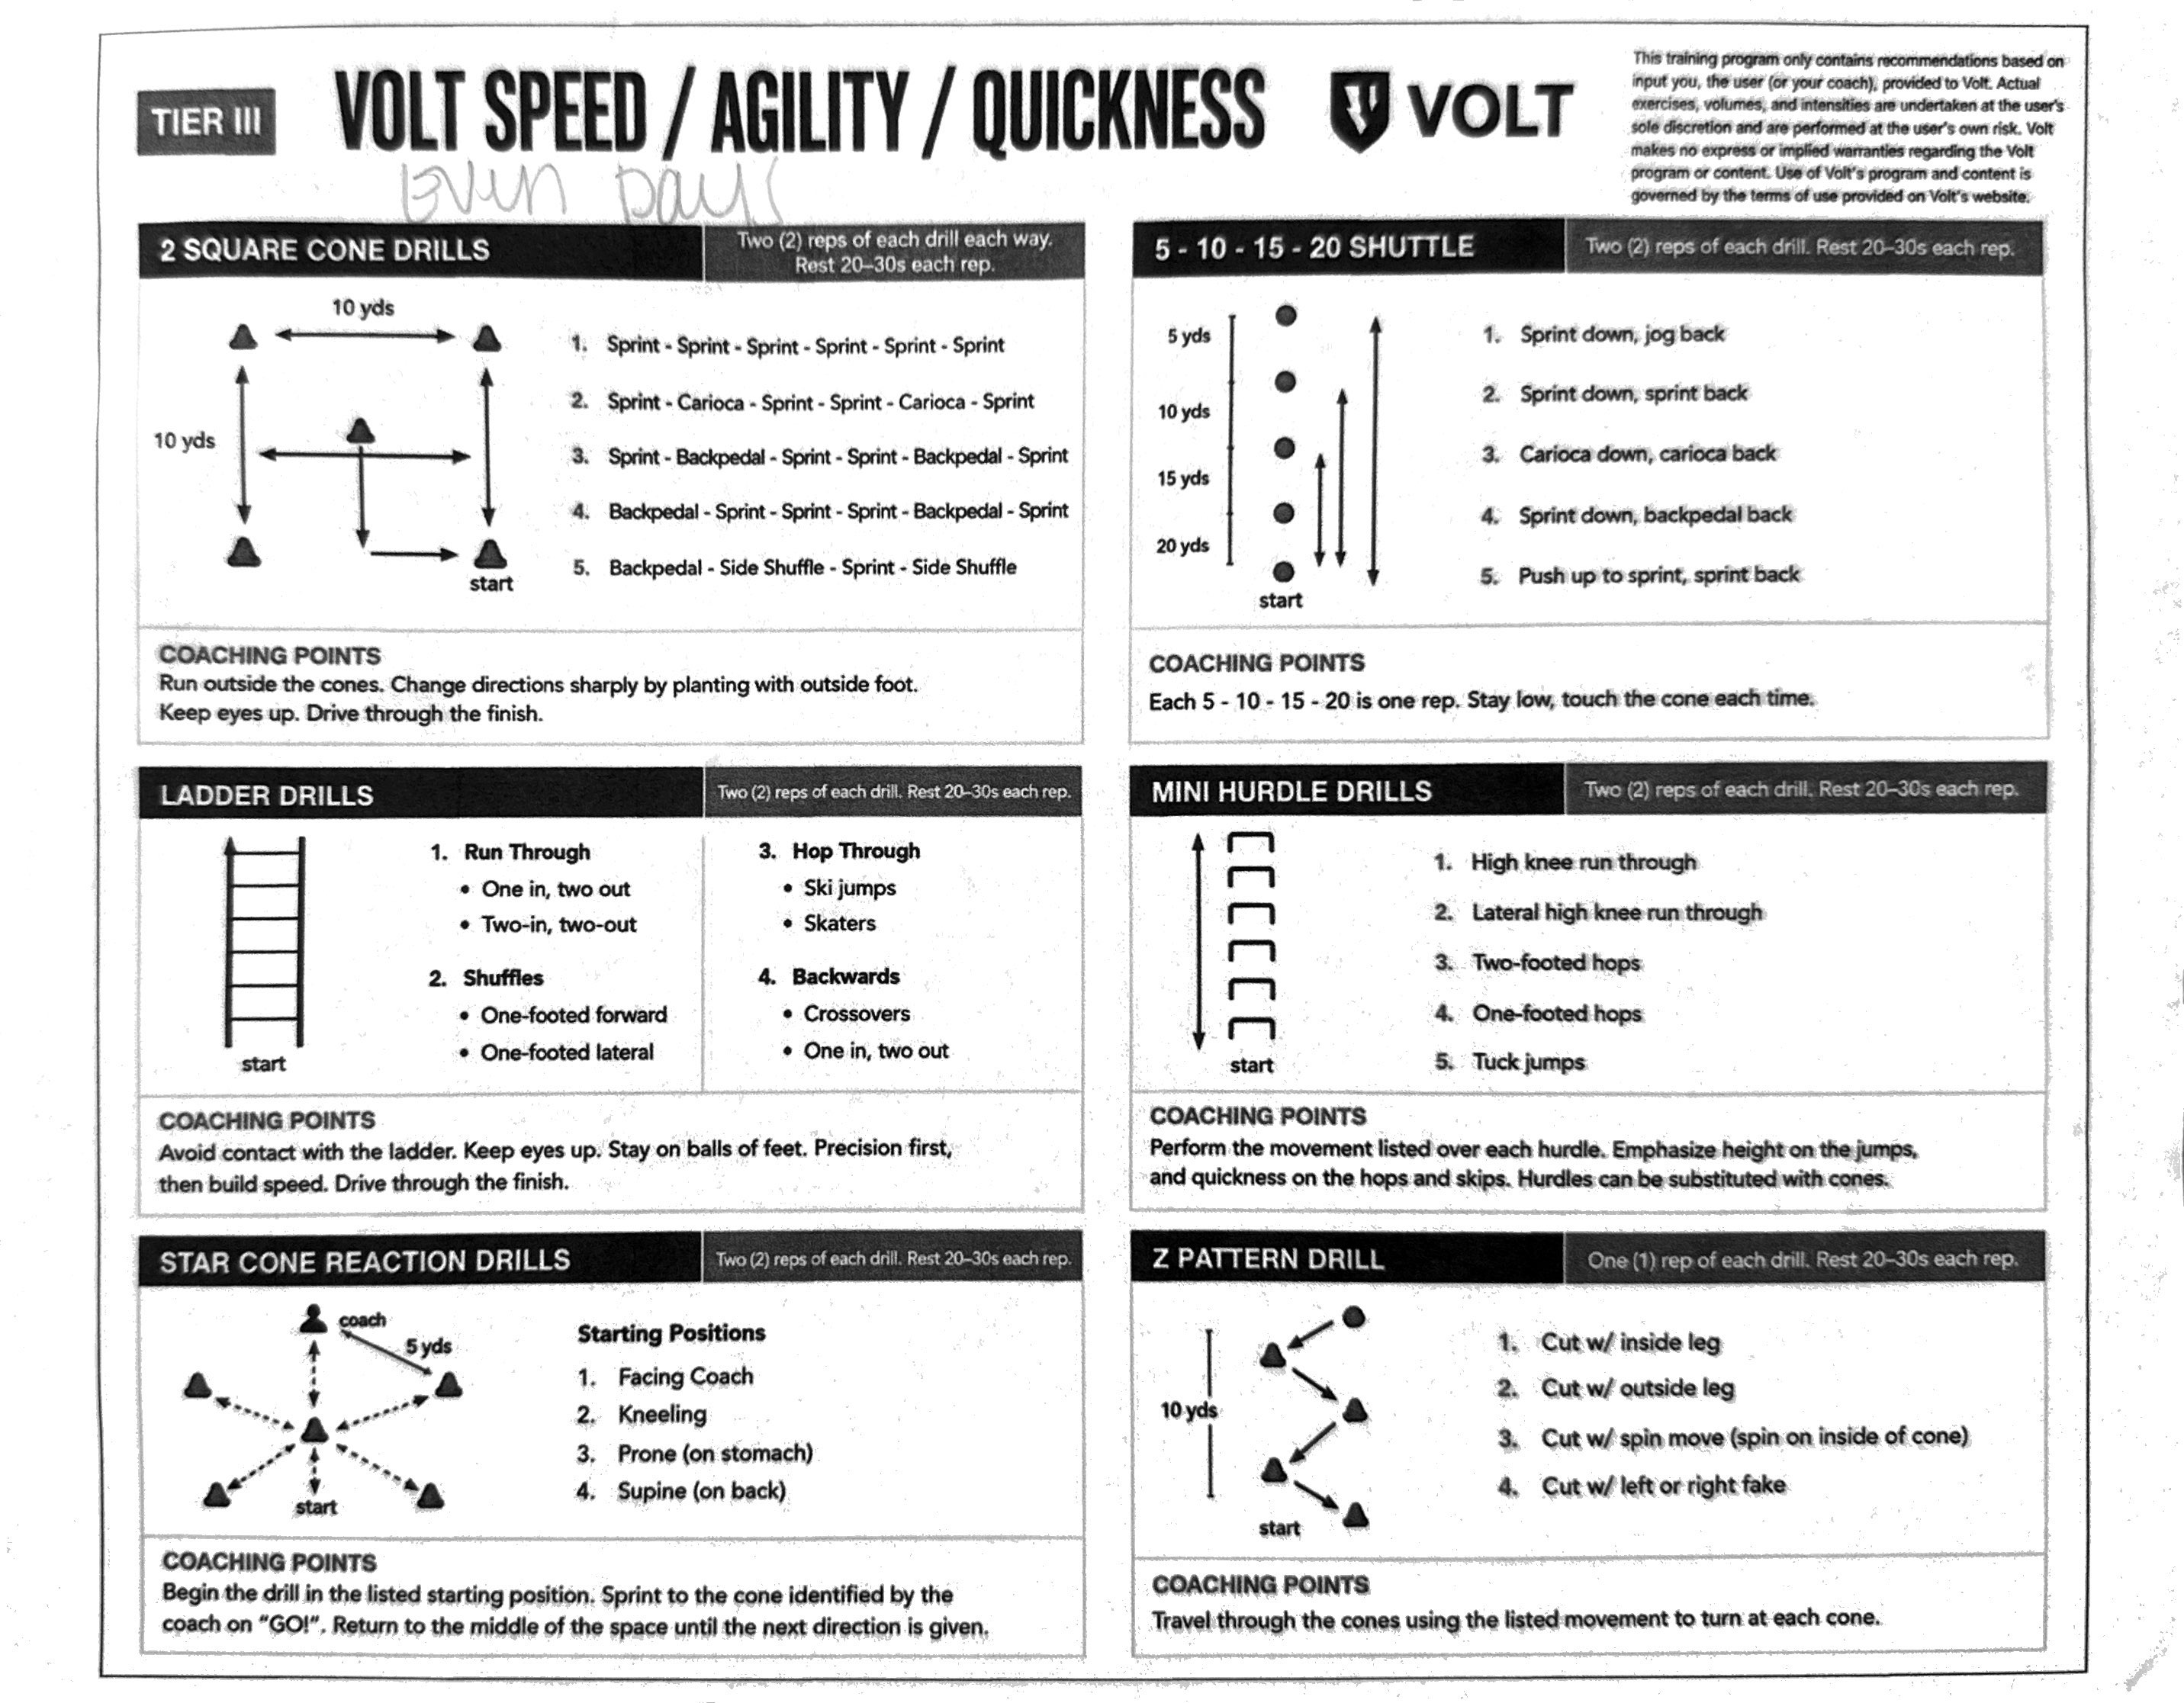 TIER III
VOLT SPEED / AGILITY / QUICKNESS
VOLT
This training program only contains recommendations based on
input you, the user (or your coach), provided to Volt. Actual
exercises, volumes, and intensities are undertaken at the user's
sole discretion and are performed at the user's own risk. Volt
makes no express or implied warranties regarding the Volt
program or content. Use of Volt's program and content is
governed by the terms of use provided on Volt's website.
Even Days
2 SQUARE CONE DRILLS
Two (2) reps of each drill each way.
Rest 20–30s each rep.
10 yds
10 yds
start
1. Sprint - Sprint - Sprint - Sprint - Sprint - Sprint
2. Sprint - Carioca - Sprint - Sprint - Carioca - Sprint
3. Sprint - Backpedal - Sprint - Sprint - Backpedal - Sprint
4. Backpedal - Sprint - Sprint - Sprint - Backpedal - Sprint
5. Backpedal - Side Shuffle - Sprint - Side Shuffle
COACHING POINTS
Run outside the cones. Change directions sharply by planting with outside foot.
Keep eyes up. Drive through the finish.
5 - 10 - 15 - 20 SHUTTLE
Two (2) reps of each drill. Rest 20–30s each rep.
5 yds
10 yds
15 yds
20 yds
start
1. Sprint down, jog back
2. Sprint down, sprint back
3. Carioca down, carioca back
4. Sprint down, backpedal back
5. Push up to sprint, sprint back
COACHING POINTS
Each 5 - 10 - 15 - 20 is one rep. Stay low, touch the cone each time.
LADDER DRILLS
Two (2) reps of each drill. Rest 20–30s each rep.
start
1. Run Through
• One in, two out
• Two-in, two-out
2. Shuffles
• One-footed forward
• One-footed lateral
3. Hop Through
• Ski jumps
• Skaters
4. Backwards
• Crossovers
• One in, two out
COACHING POINTS
Avoid contact with the ladder. Keep eyes up. Stay on balls of feet. Precision first,
then build speed. Drive through the finish.
MINI HURDLE DRILLS
Two (2) reps of each drill. Rest 20–30s each rep.
start
1. High knee run through
2. Lateral high knee run through
3. Two-footed hops
4. One-footed hops
5. Tuck jumps
COACHING POINTS
Perform the movement listed over each hurdle. Emphasize height on the jumps,
and quickness on the hops and skips. Hurdles can be substituted with cones.
STAR CONE REACTION DRILLS
Two (2) reps of each drill. Rest 20–30s each rep.
coach
5 yds
start
Starting Positions
1. Facing Coach
2. Kneeling
3. Prone (on stomach)
4. Supine (on back)
COACHING POINTS
Begin the drill in the listed starting position. Sprint to the cone identified by the
coach on "GO!". Return to the middle of the space until the next direction is given.
Z PATTERN DRILL
One (1) rep of each drill. Rest 20–30s each rep.
10 yds
start
1. Cut w/ inside leg
2. Cut w/ outside leg
3. Cut w/ spin move (spin on inside of cone)
4. Cut w/ left or right fake
COACHING POINTS
Travel through the cones using the listed movement to turn at each cone.